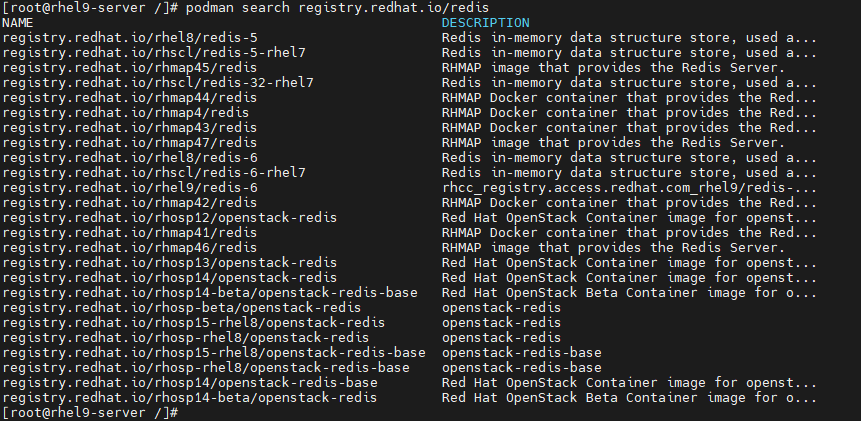 [root@rhel9-server /]# podman search registry.redhat.io/redis
NAME DESCRIPTION
registry.redhat.io/rhel8/redis-5 Redis in-memory data structure store, used a...
registry.redhat.io/rhscl/redis-5-rhel7 Redis in-memory data structure store, used a...
registry.redhat.io/rhmap45/redis RHMAP image that provides the Redis Server.
registry.redhat.io/rhscl/redis-32-rhel7 Redis in-memory data structure store, used a...
registry.redhat.io/rhmap44/redis RHMAP Docker container that provides the Red...
registry.redhat.io/rhmap4/redis RHMAP Docker container that provides the Red...
registry.redhat.io/rhmap43/redis RHMAP Docker container that provides the Red...
registry.redhat.io/rhmap47/redis RHMAP image that provides the Redis Server.
registry.redhat.io/rhel8/redis-6 Redis in-memory data structure store, used a...
registry.redhat.io/rhscl/redis-6-rhel7 Redis in-memory data structure store, used a...
registry.redhat.io/rhel9/redis-6 rhcc_registry.access.redhat.com_rhel9/redis-...
registry.redhat.io/rhmap42/redis RHMAP Docker container that provides the Red...
registry.redhat.io/rhosp12/openstack-redis Red Hat OpenStack Container image for openst...
registry.redhat.io/rhmap41/redis RHMAP Docker container that provides the Red...
registry.redhat.io/rhmap46/redis RHMAP image that provides the Redis Server.
registry.redhat.io/rhosp13/openstack-redis Red Hat OpenStack Container image for openst...
registry.redhat.io/rhosp14/openstack-redis Red Hat OpenStack Container image for openst...
registry.redhat.io/rhosp14-beta/openstack-redis-base Red Hat OpenStack Beta Container image for o...
registry.redhat.io/rhosp-beta/openstack-redis openstack-redis
registry.redhat.io/rhosp15-rhel8/openstack-redis openstack-redis
registry.redhat.io/rhosp-rhel8/openstack-redis openstack-redis
registry.redhat.io/rhosp15-rhel8/openstack-redis-base openstack-redis-base
registry.redhat.io/rhosp-rhel8/openstack-redis-base openstack-redis-base
registry.redhat.io/rhosp14/openstack-redis-base Red Hat OpenStack Container image for openst...
registry.redhat.io/rhosp14-beta/openstack-redis Red Hat OpenStack Beta Container image for o...
[root@rhel9-server /]#